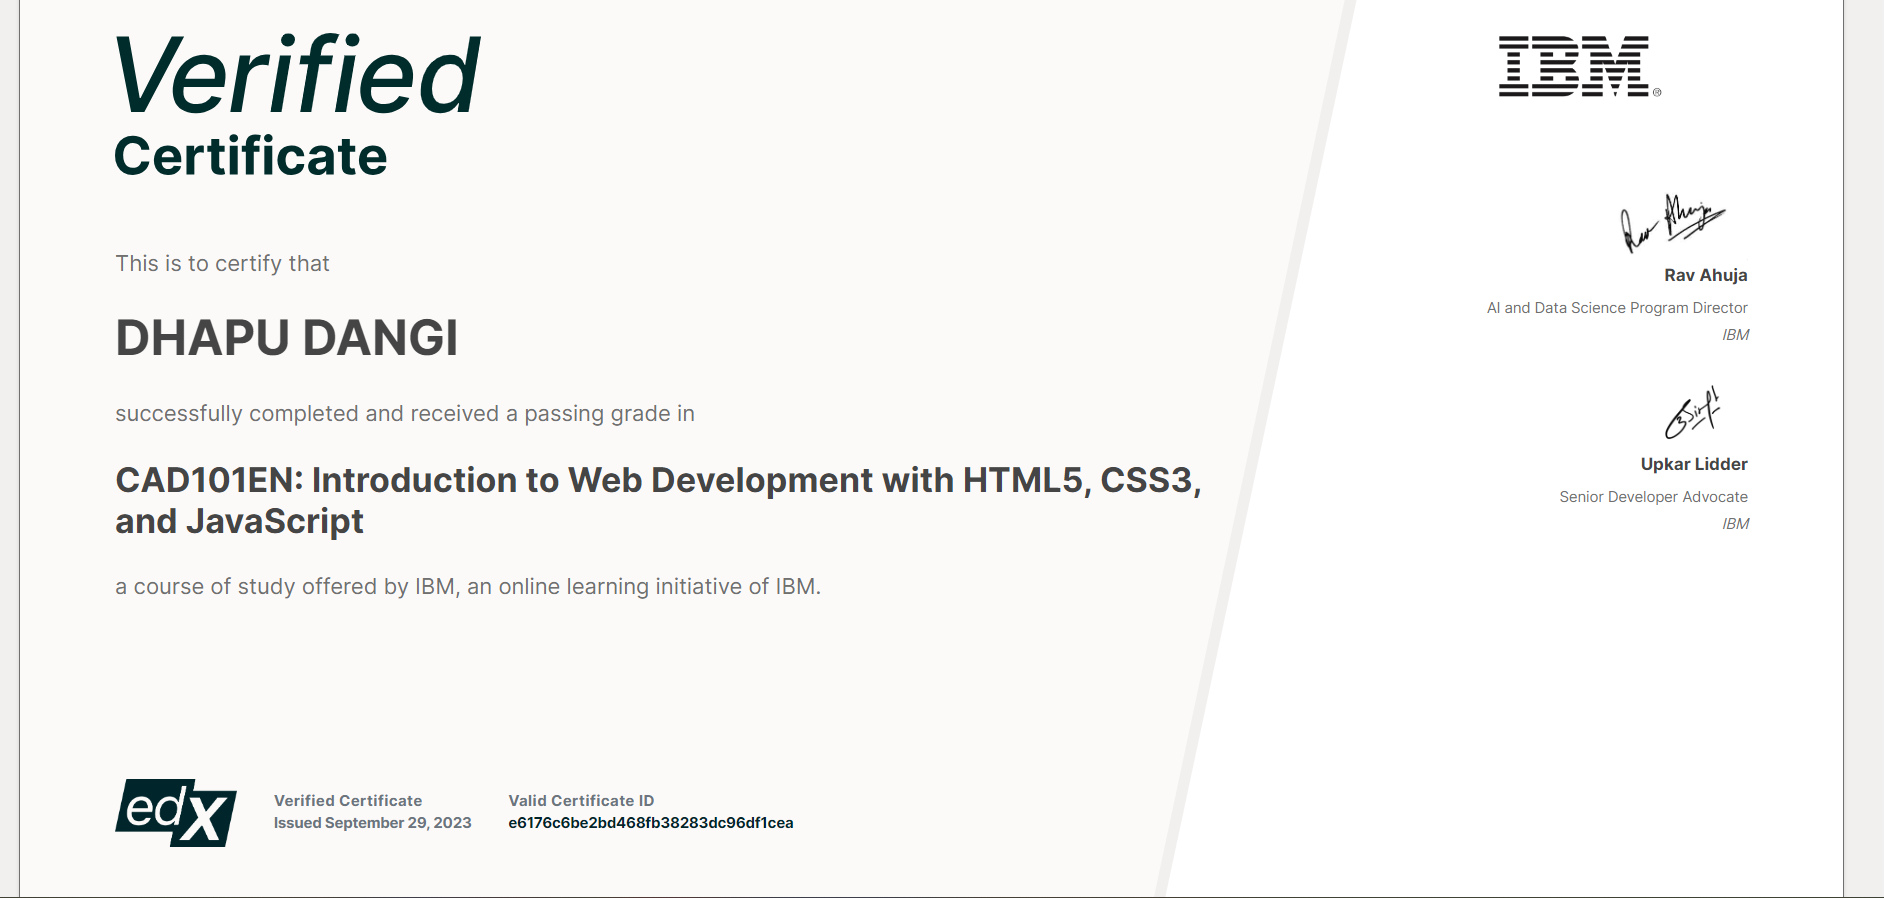 Verified
Certificate
This is to certify that
DHAPU DANGI
successfully completed and received a passing grade in
CAD101EN: Introduction to Web Development with HTML5, CSS3,
and JavaScript
a course of study offered by IBM, an online learning initiative of IBM.
edX
Verified Certificate
Issued September 29, 2023
Valid Certificate ID
e6176c6be2bd468fb38283dc96df1cea
IBM®
Rav Ahuja
Rav Ahuja
AI and Data Science Program Director
IBM
Upkar Lidder
Senior Developer Advocate
IBM